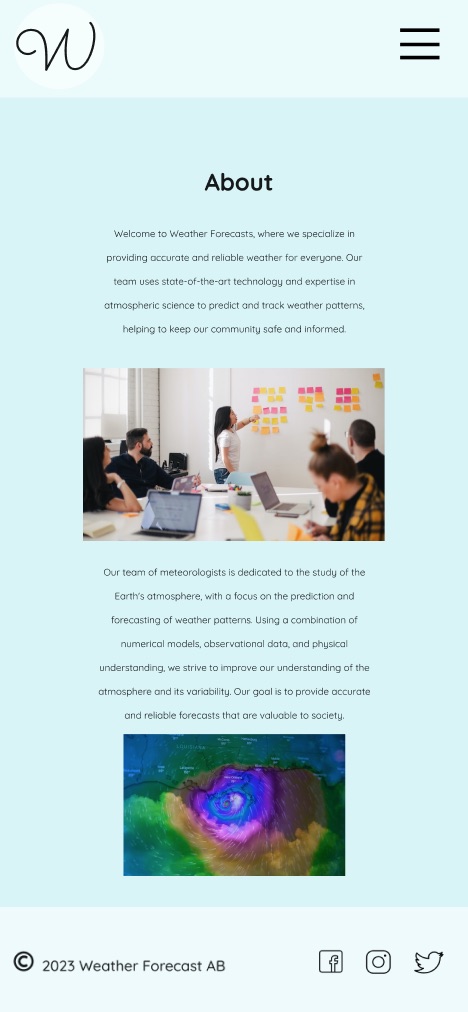 W
About
Welcome to Weather Forecasts, where we specialize in
providing accurate and reliable weather for everyone. Our
team uses state-of-the-art technology and expertise in
atmospheric science to predict and track weather patterns,
helping to keep our community safe and informed.
Our team of meteorologists is dedicated to the study of the
Earth's atmosphere, with a focus on the prediction and
forecasting of weather patterns. Using a combination of
numerical models, observational data, and physical
understanding, we strive to improve our understanding of the
atmosphere and its variability. Our goal is to provide accurate
and reliable forecasts that are valuable to society.
© 2023 Weather Forecast AB